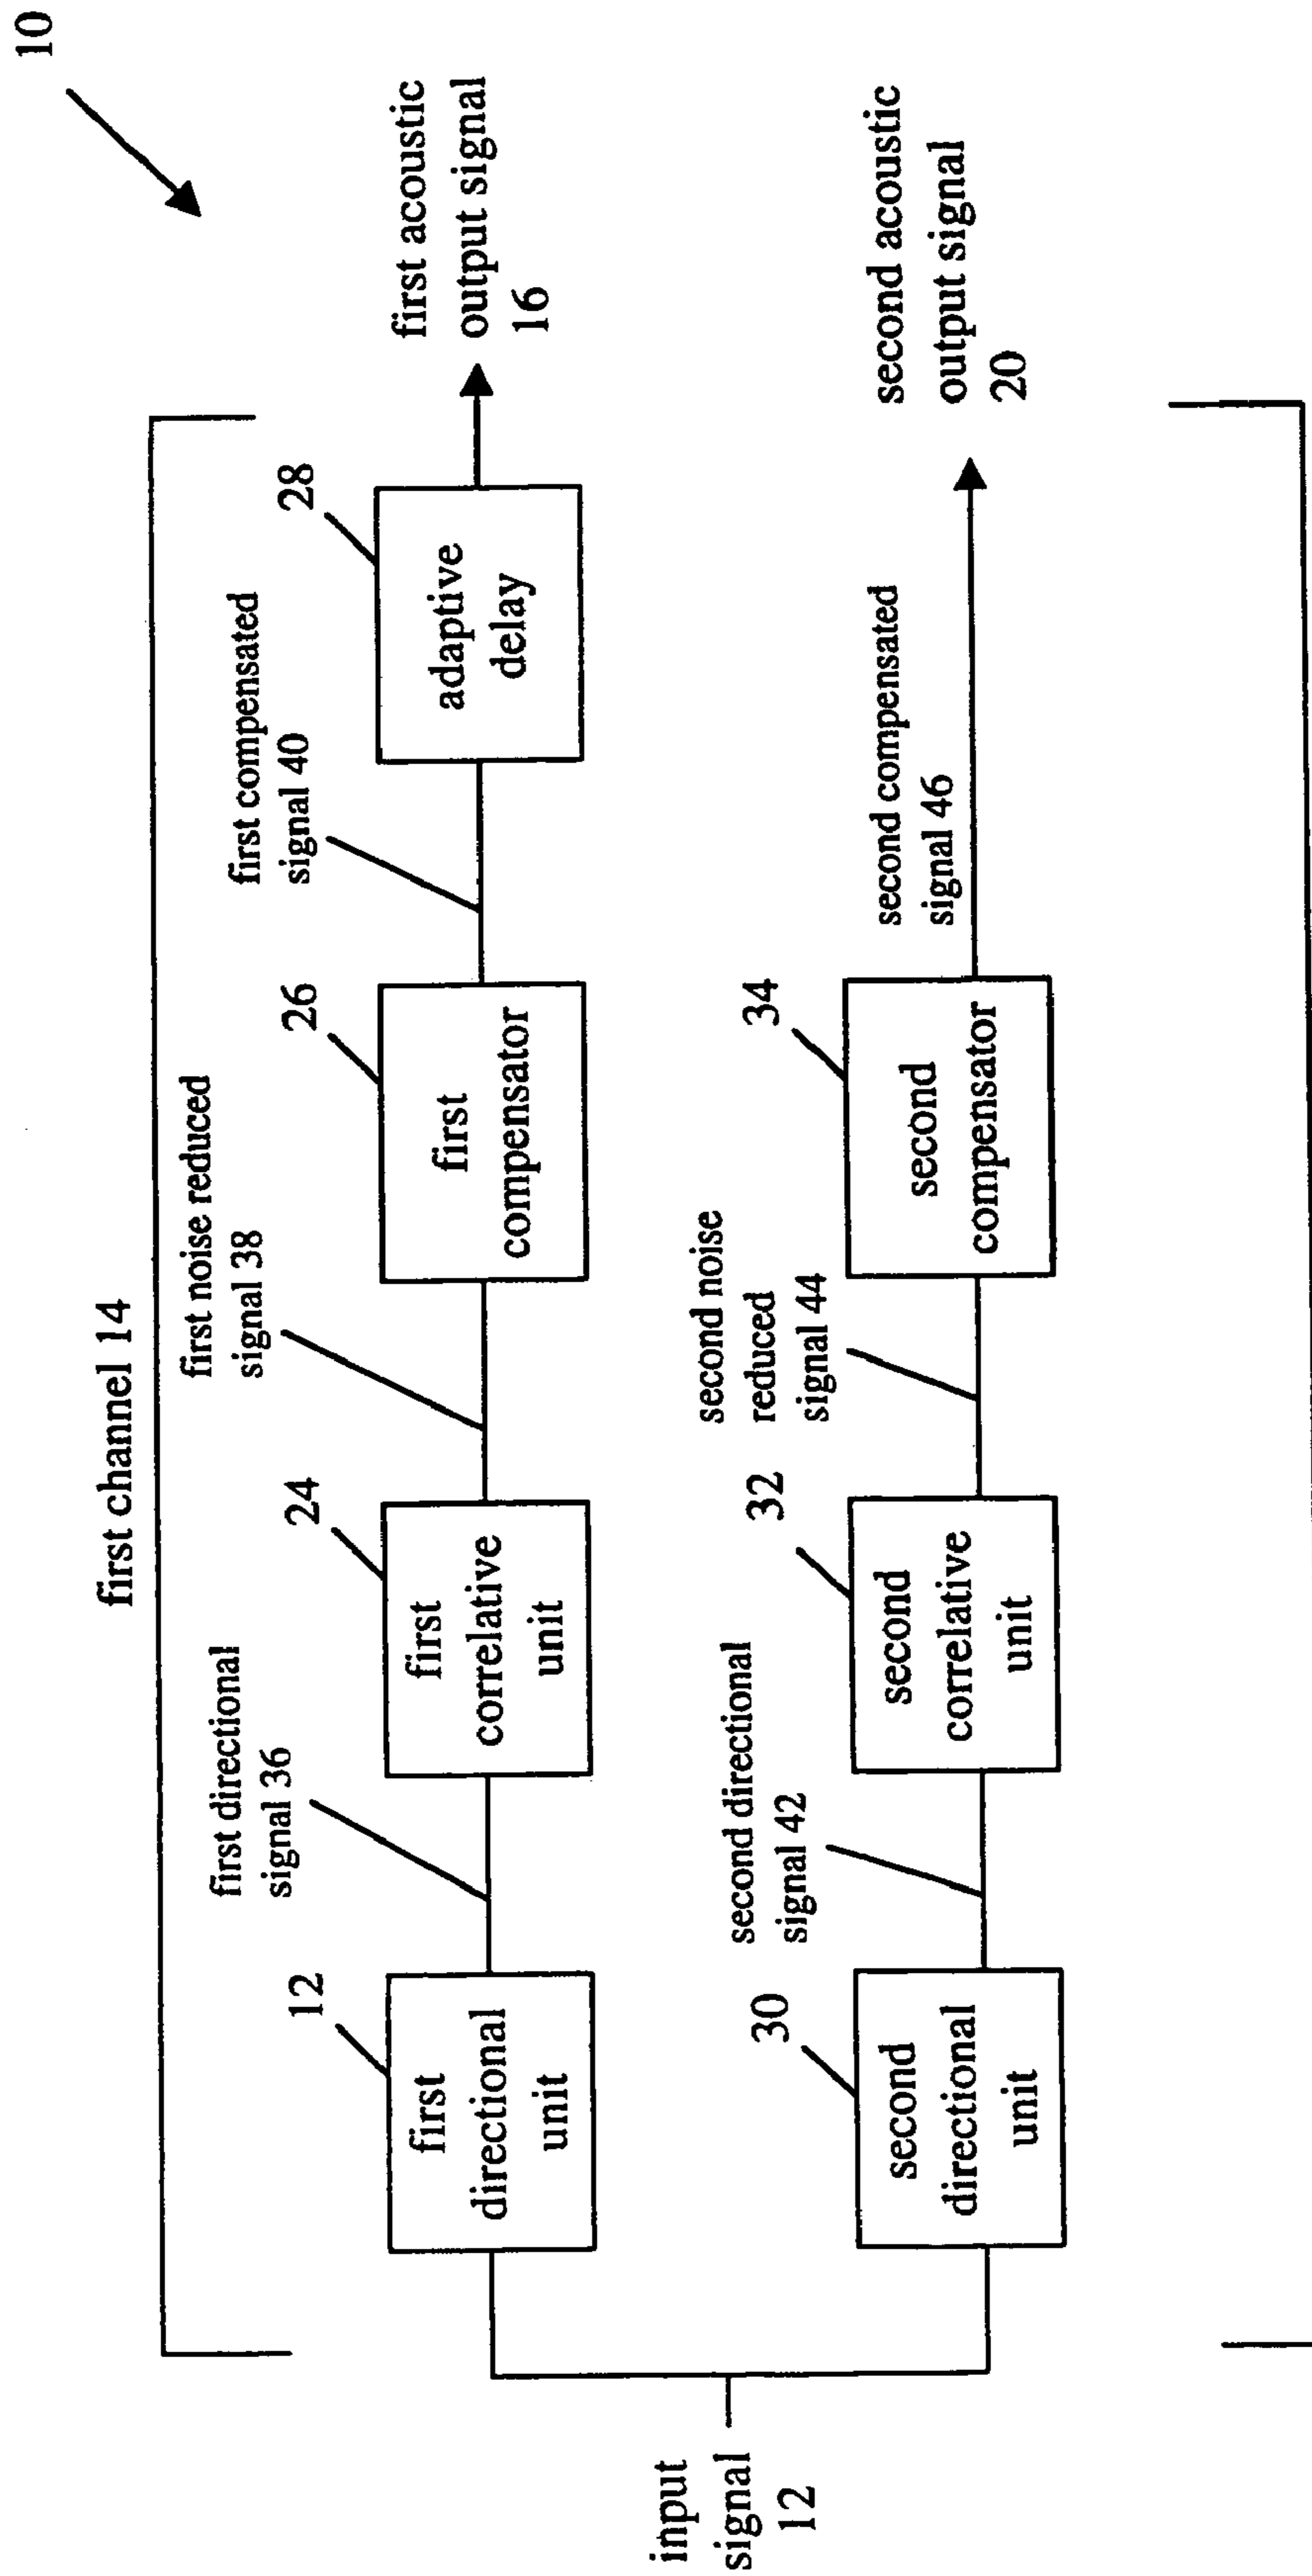 10
first channel 14
first directional
signal 36
first noise reduced
signal 38
first compensated
signal 40
12
24
26
28
first
directional
unit
first
correlative
unit
first
compensator
adaptive
delay
first acoustic
output signal
16
input
signal
12
second directional
signal 42
second noise
reduced
signal 44
second compensated
signal 46
30
32
34
second
directional
unit
second
correlative
unit
second
compensator
second acoustic
output signal
20